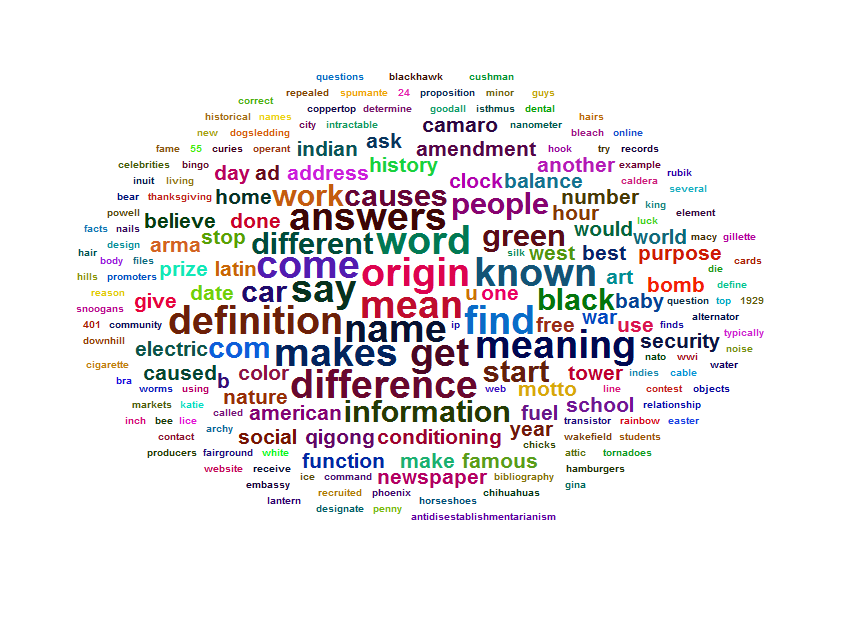 questions blackhawk cushman
repealed spumante 24 proposition minor guys
correct coppertop determine goodall isthmus dental
historical names city intractable camaro nanometer hairs
new dogsledding indian ask amendment bleach online
fame 55 curies operant history hook try records
celebrities bingo day ad address another example rubik
inuit living clock balance caldera several
bear thanksgiving home work causes people number king
powell believe done answers hour luck element
facts nails stop different word green would world macy gillette
design arma silk west best purpose
hair body files prize latin come origin known art die cards
hills promoters date car say bomb define
reason give mean u one black baby question top 1929
snoogans definition name ip find free war use finds alternator
401 community typically
downhill electric com makes get meaning security noise
cigarette caused color nato wwi water
bra b difference start tower indies cable
worms using nature web motto line contest objects
markets katie called american information fuel school relationship
inch bee lice archy year transistor rainbow easter
contact social qigong conditioning chicks wakefield students
producers fairground white function make famous attic tornadoes
website receive ice command newspaper bibliography hamburgers
embassy gina
lantern recruited phoenix horseshoes chihuahuas
designate penny
antidisestablishmentarianism